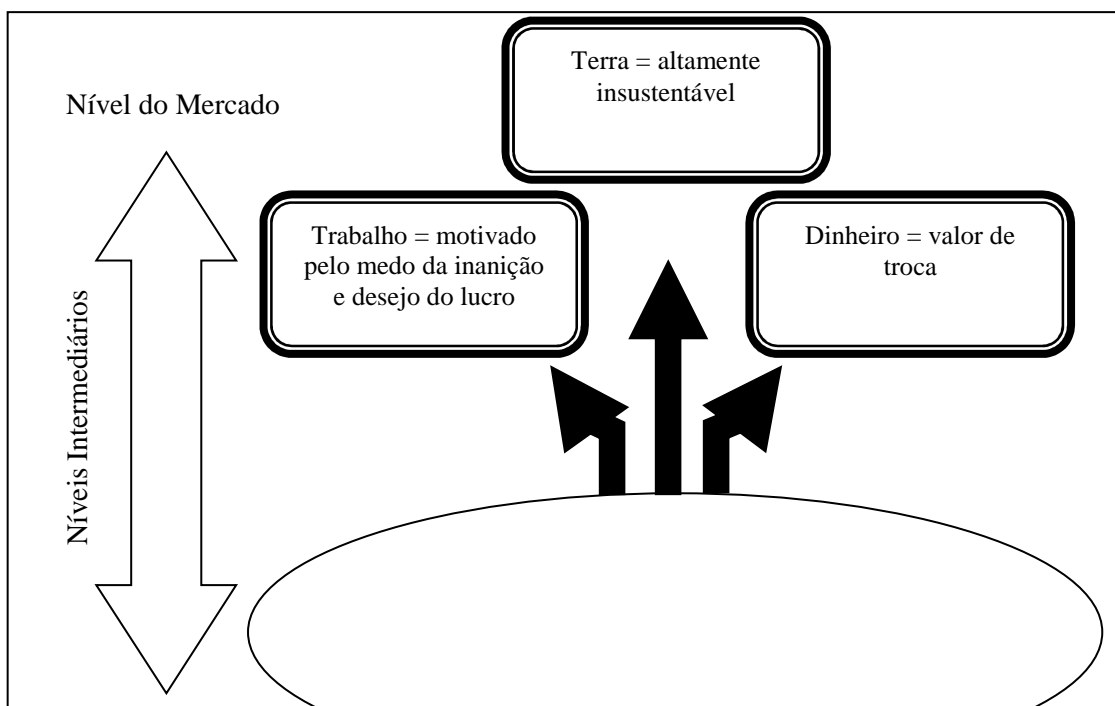 Terra = altamente
insustentável
Nível do Mercado
Trabalho = motivado
pelo medo da inanição
e desejo do lucro
Dinheiro = valor de
troca
Níveis Intermediários